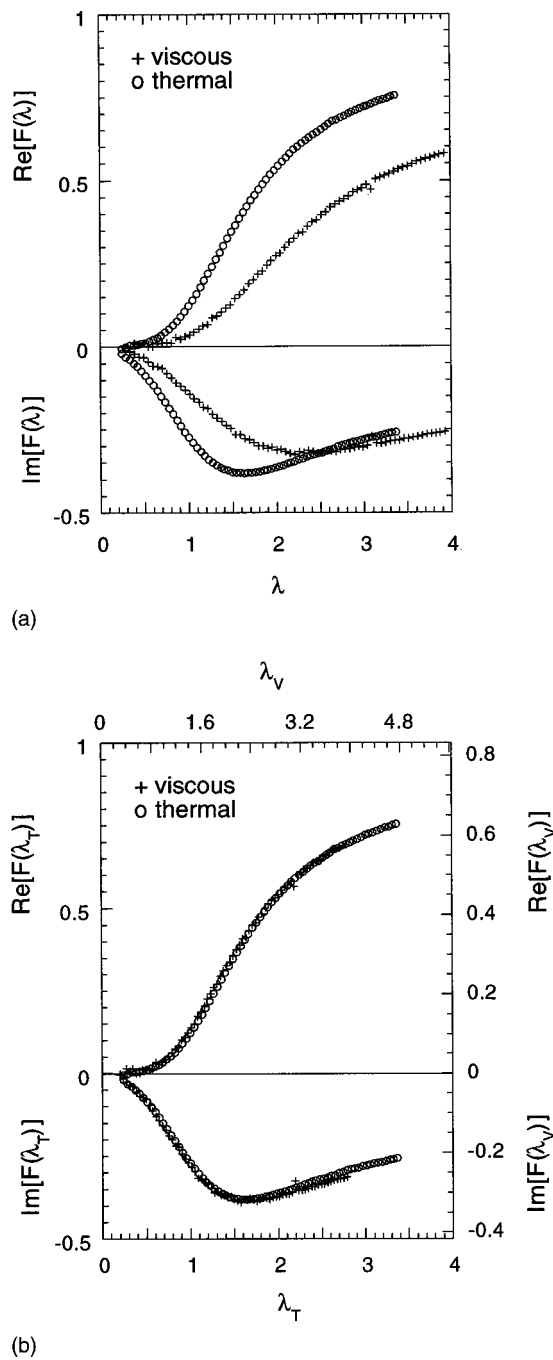 1
+ viscous
o thermal
Re[F(λ)]
0.5
0
Im[F(λ)]
-0.5
0 1 2 3 4
λ
(a)
λV
0 1.6 3.2 4.8
1 0.8
+ viscous
o thermal
Re[F(λT)] 0.6 Re[F(λV)]
0.5 0.4
0.2
0 0
Im[F(λT)] -0.2 Im[F(λV)]
-0.5 -0.4
0 1 2 3 4
λT
(b)